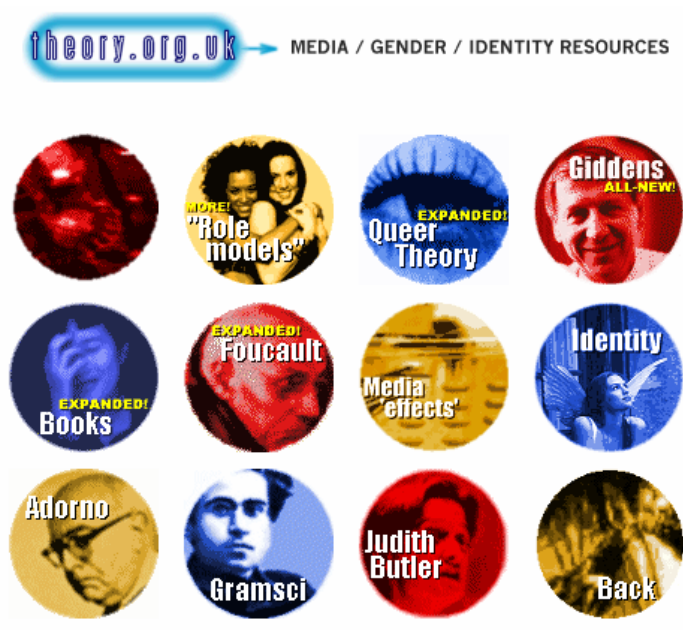 theory.org.uk MEDIA / GENDER / IDENTITY RESOURCES
MORE!
"Role
models"
EXPANDED!
Queer
Theory
Giddens
ALL-NEW!
EXPANDED!
Books
EXPANDED!
Foucault
Media
'effects'
Identity
Adorno
Gramsci
Judith
Butler
Back